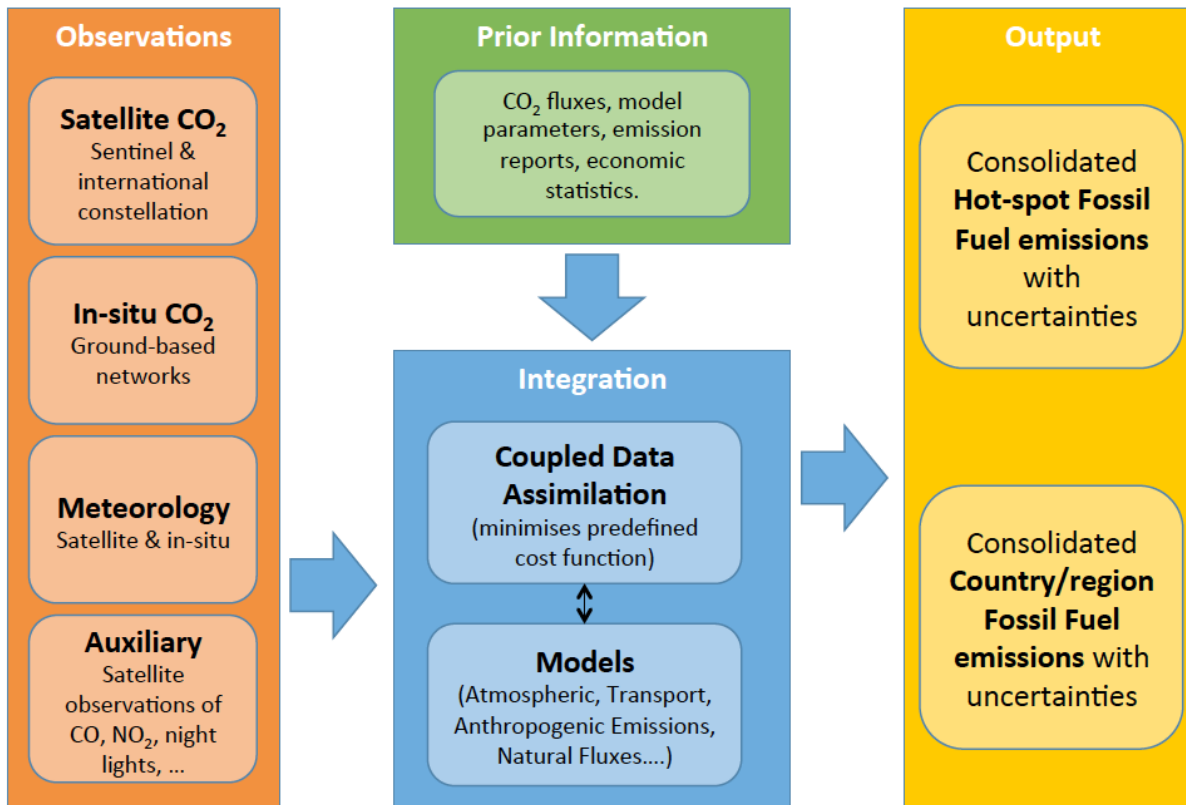 Observations
Satellite CO₂
Sentinel &
international
constellation
In-situ CO₂
Ground-based
networks
Meteorology
Satellite & in-situ
Auxiliary
Satellite
observations of
CO, NO₂, night
lights, ...
Prior Information
CO₂ fluxes, model
parameters, emission
reports, economic
statistics.
Integration
Coupled Data
Assimilation
(minimises predefined
cost function)
Models
(Atmospheric, Transport,
Anthropogenic Emissions,
Natural Fluxes....)
Output
Consolidated
Hot-spot Fossil
Fuel emissions
with
uncertainties
Consolidated
Country/region
Fossil Fuel
emissions with
uncertainties